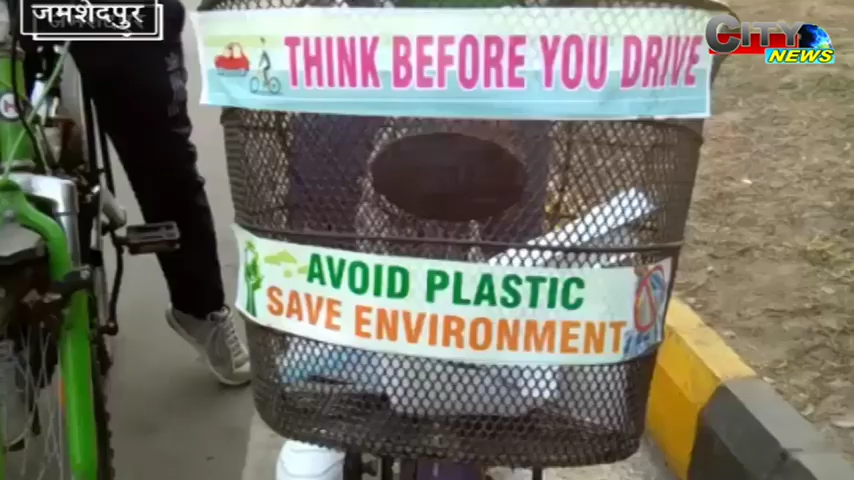 जमशेदपुर
CITY
NEWS
THINK BEFORE YOU DRIVE
AVOID PLASTIC
SAVE ENVIRONMENT